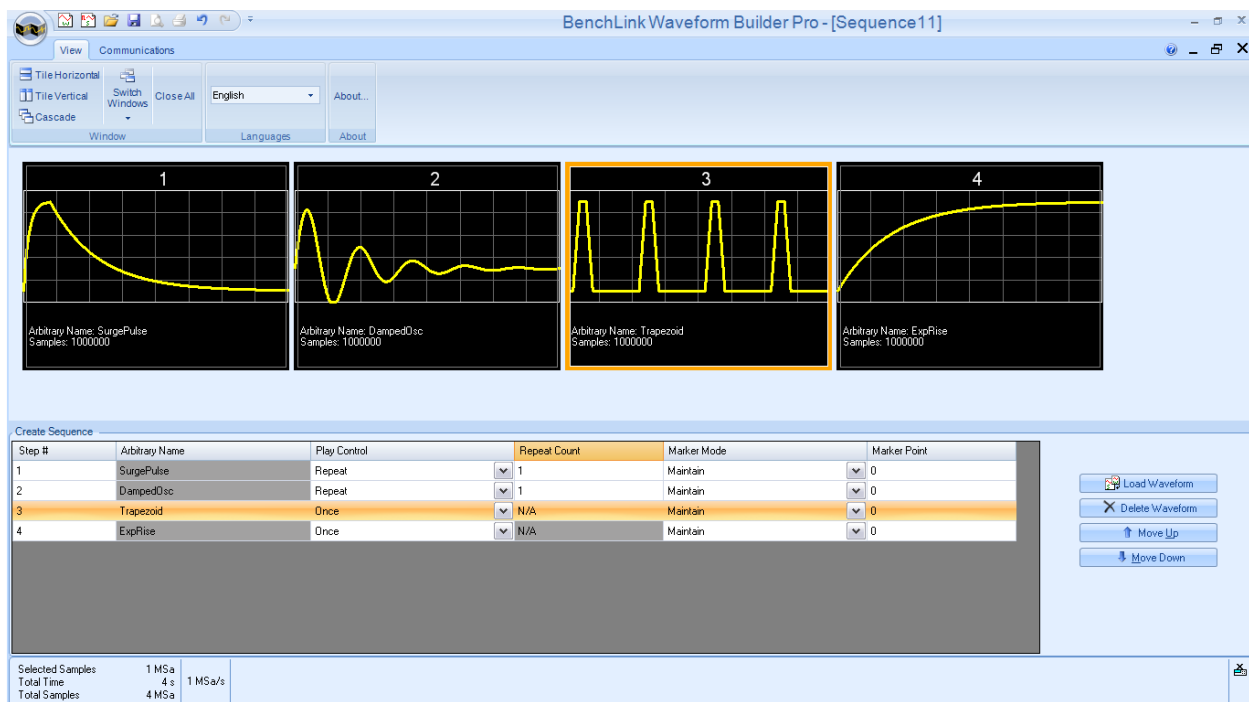 BenchLink Waveform Builder Pro - [Sequence11]
View Communications
Tile Horizontal
Tile Vertical
Cascade
Switch Windows
Close All
English
About...
Window Languages About
1 2 3 4
Arbitrary Name: SurgePulse
Samples: 1000000
Arbitrary Name: DampedOsc
Samples: 1000000
Arbitrary Name: Trapezoid
Samples: 1000000
Arbitrary Name: ExpRise
Samples: 1000000
Create Sequence
Step # Arbitrary Name Play Control Repeat Count Marker Mode Marker Point
1 SurgePulse Repeat 1 Maintain 0
2 DampedOsc Repeat 1 Maintain 0
3 Trapezoid Once N/A Maintain 0
4 ExpRise Once N/A Maintain 0
Load Waveform
Delete Waveform
Move Up
Move Down
Selected Samples 1 MSa
Total Time 4 s 1 MSa/s
Total Samples 4 MSa